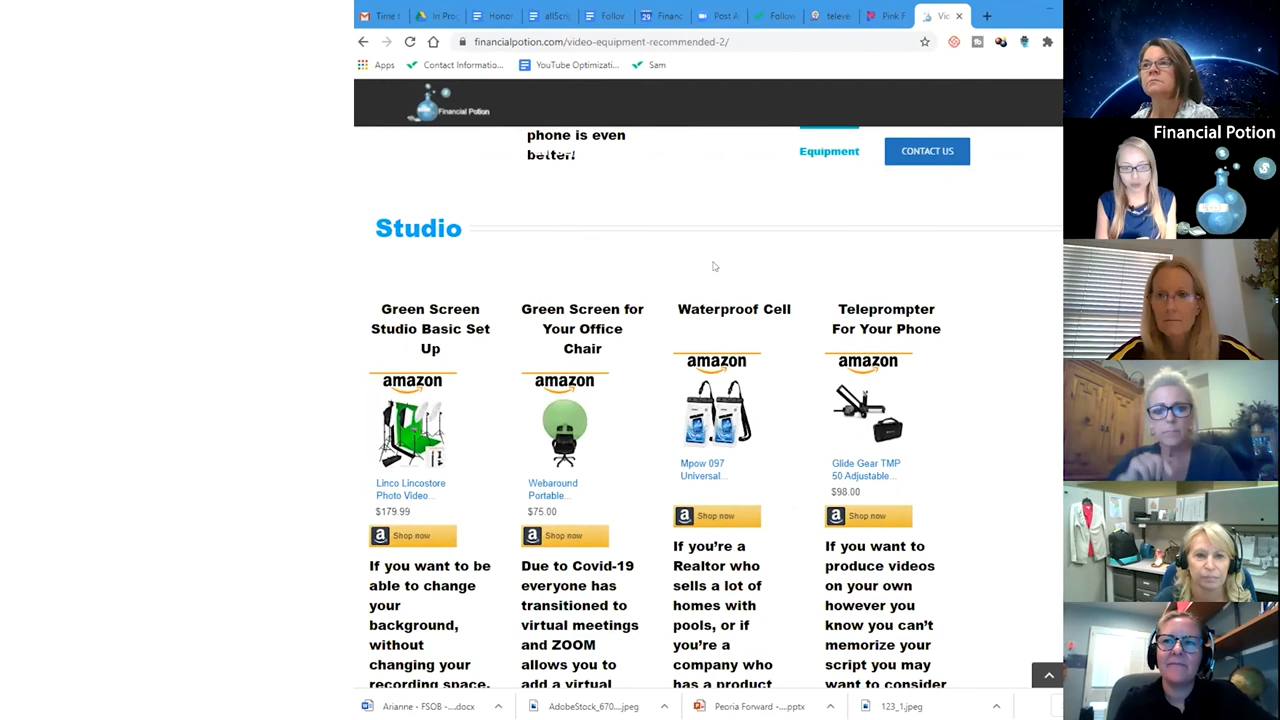 Time t
In Pro
Honor
allScri
Follov
29 Financ
Post A
Follow
televe
Pink F
Vic
financialpotion.com/video-equipment-recommended-2/
Apps
Contact Informatio...
YouTube Optimizati...
Sam
Financial Potion
phone is even
better!
Equipment
CONTACT US
Studio
Green Screen
Studio Basic Set
Up
amazon
Linco Lincostore
Photo Video...
$179.99
Shop now
If you want to be
able to change
your
background,
without
changing your
recording space,
Green Screen for
Your Office
Chair
amazon
Webaround
Portable...
$75.00
Shop now
Due to Covid-19
everyone has
transitioned to
virtual meetings
and ZOOM
allows you to
add a virtual
Waterproof Cell
amazon
Mpow 097
Universal...
Shop now
If you’re a
Realtor who
sells a lot of
homes with
pools, or if
you’re a
company who
has a product
Teleprompter
For Your Phone
amazon
Glide Gear TMP
50 Adjustable...
$98.00
Shop now
If you want to
produce videos
on your own
however you
know you can’t
memorize your
script you may
want to consider
Arianne - FSOB -....docx
AdobeStock_670....jpeg
Peoria Forward -....pptx
123_1.jpeg
Financial Potion